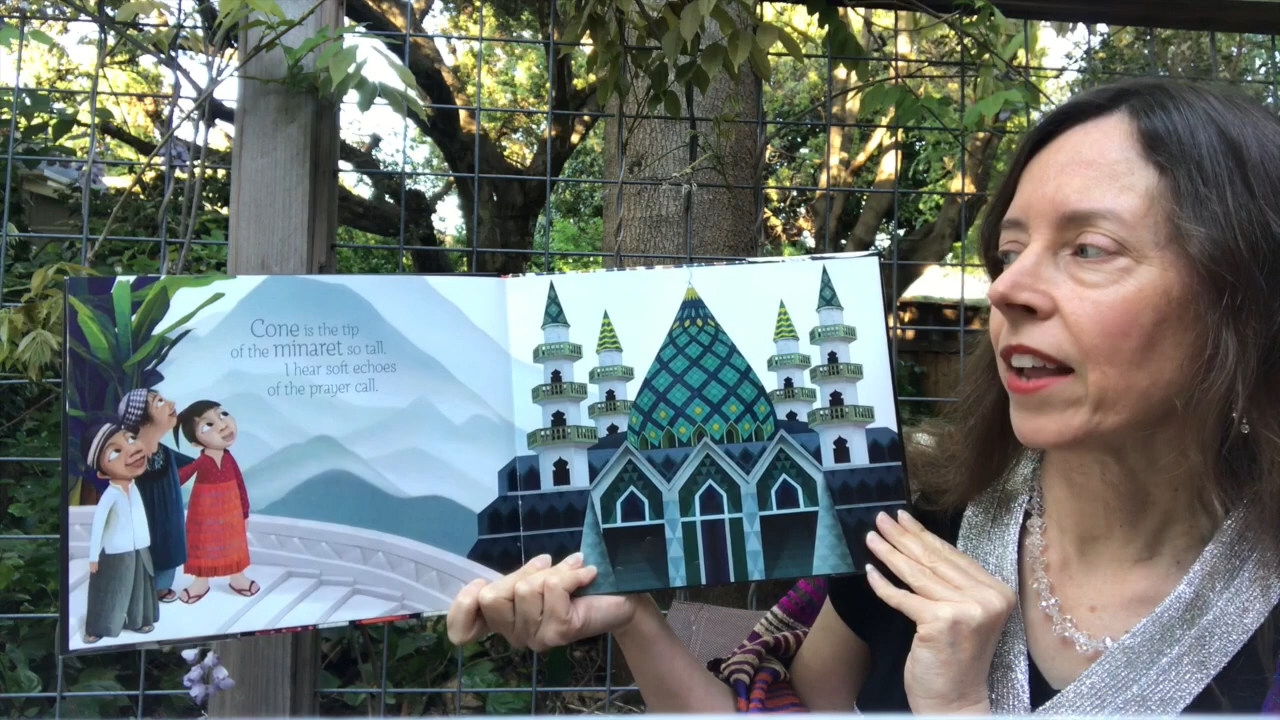 Cone is the tip
of the minaret so tall.
I hear soft echoes
of the prayer call.